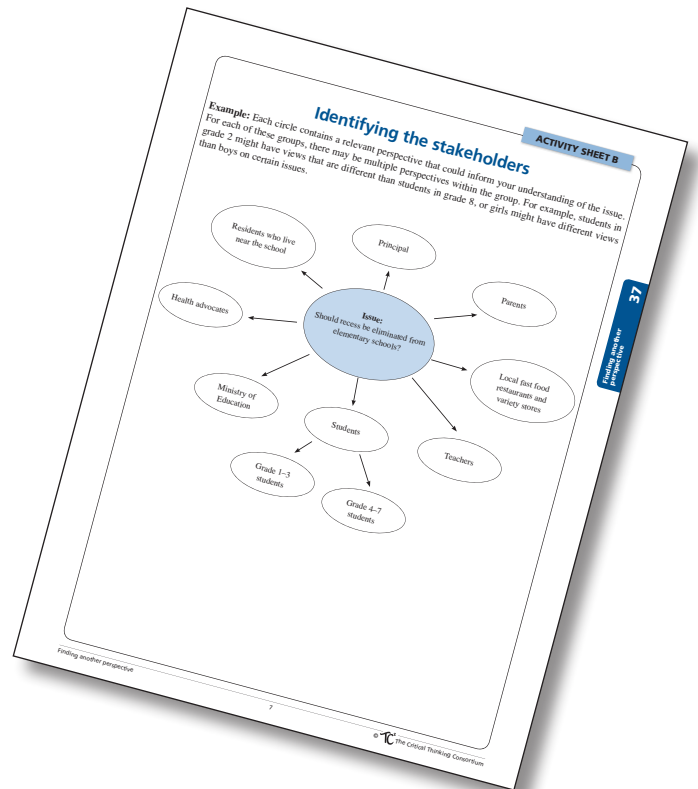 ACTIVITY SHEET B
Identifying the stakeholders
Example: Each circle contains a relevant perspective that could inform your understanding of the issue.
For each of these groups, there may be multiple perspectives within the group. For example, students in
grade 2 might have views that are different than students in grade 8, or girls might have different views
than boys on certain issues.
Residents who live
near the school
Principal
Parents
Health advocates
Issue:
Should recess be eliminated from
elementary schools?
Local fast food
restaurants and
variety stores
Ministry of
Education
Students
Teachers
Grade 1–3
students
Grade 4–7
students
37
Finding another
perspective
Finding another perspective
7
© TC² The Critical Thinking Consortium